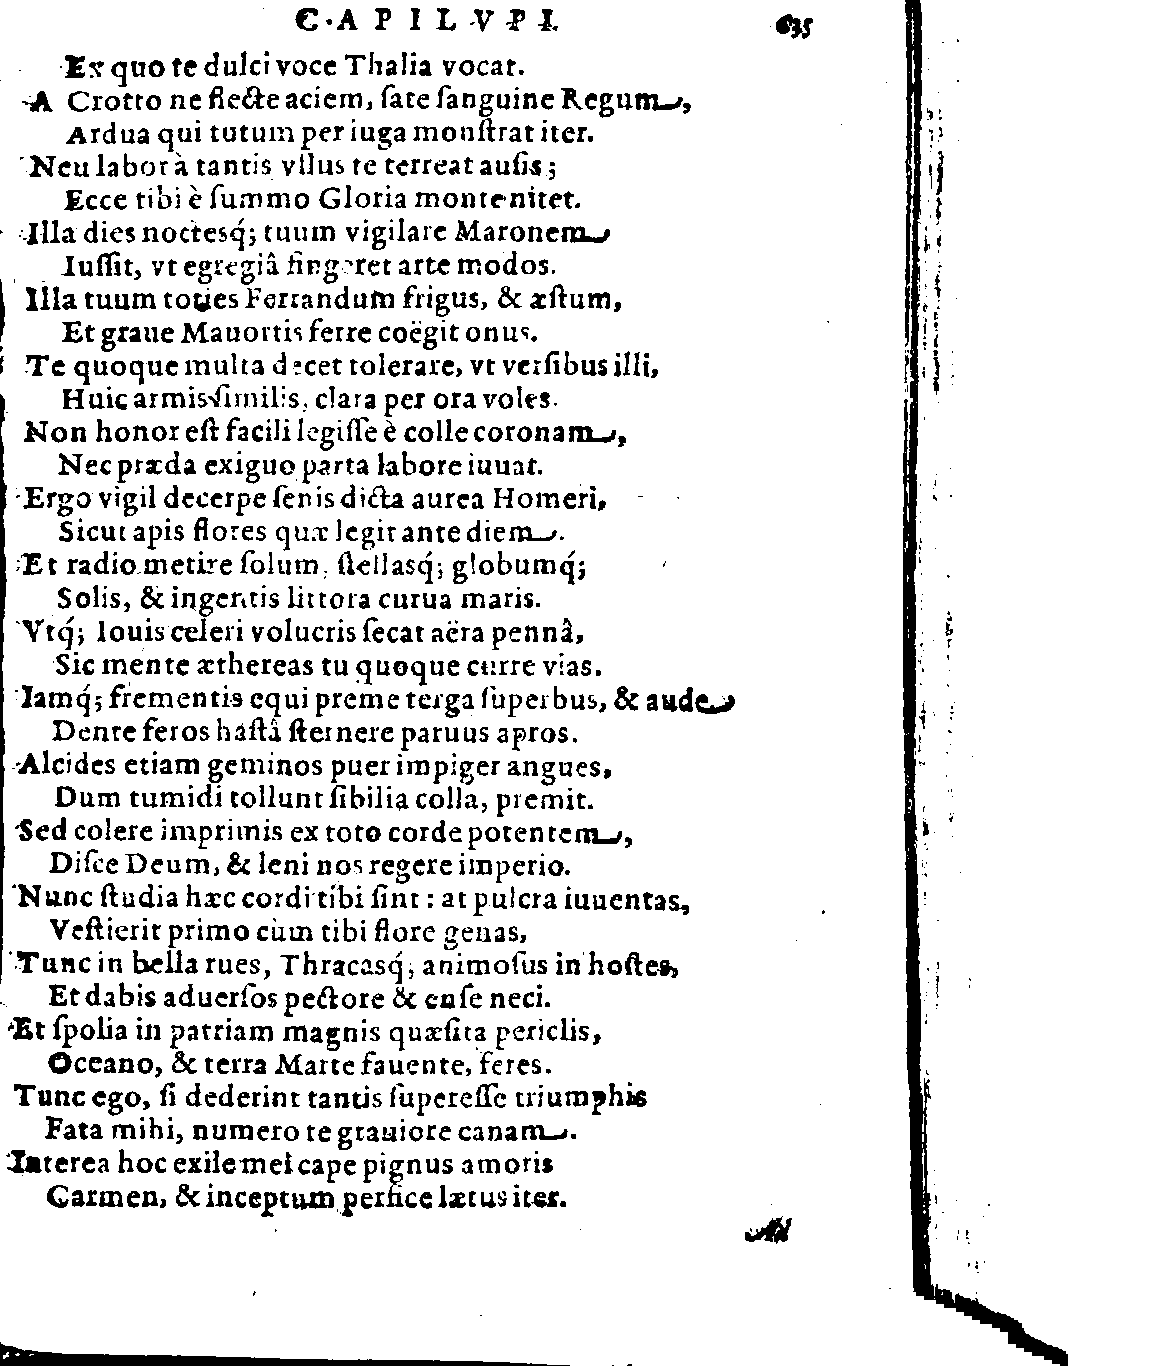 C. A P I L V P I. 635
Ex quo te dulci voce Thalia vocat.
A Crotto ne flecte aciem, ſate ſanguine Regum,
Ardua qui tutum per iuga monſtrat iter.
Neu labor à tantis vllus te terreat auſis;
Ecce tibi è ſummo Gloria monte nitet.
Illa dies noctesq́; tuum vigilare Maronem
Iuſſit, vt egregiâ fingeret arte modos.
Illa tuum toties Ferrandum frigus, & æſtum,
Et graue Mauortis ferre coëgit onus.
Te quoque multa decet tolerare, vt verſibus illi,
Huic armis ſimilis, clara per ora voles.
Non honor eſt facili legiſſe è colle coronam,
Nec præda exiguo parta labore iuuat.
Ergo vigil decerpe ſenis dicta aurea Homeri,
Sicut apis flores quæ legit ante diem.
Et radio metire ſolum, ſtellasq́; globumq́;
Solis, & ingentis littora curua maris.
Vtq́; Iouis celeri volucris ſecat aëra pennâ,
Sic mente æthereas tu quoque curre vias.
Iamq́; frementis equi preme terga ſuperbus, & aude
Dente feros haſtâ ſternere paruus apros.
Alcides etiam geminos puer impiger angues,
Dum tumidi tollunt ſibilia colla, premit.
Sed colere imprimis ex toto corde potentem,
Diſce Deum, & leni nos regere imperio.
Nunc ſtudia hæc cordi tibi ſint: at pulcra iuuentas,
Veſtierit primo cùm tibi flore genas,
Tunc in bella rues, Thracasq́; animoſus in hoſtes,
Et dabis aduerſos pectore & enſe neci.
Et ſpolia in patriam magnis quæſita periclis,
Oceano, & terra Marte fauente, feres.
Tunc ego, ſi dederint tantis ſupereſſe triumphis
Fata mihi, numero te grauiore canam.
Interea hoc exile mei cape pignus amoris
Carmen, & inceptum perfice lætus iter.
Ad